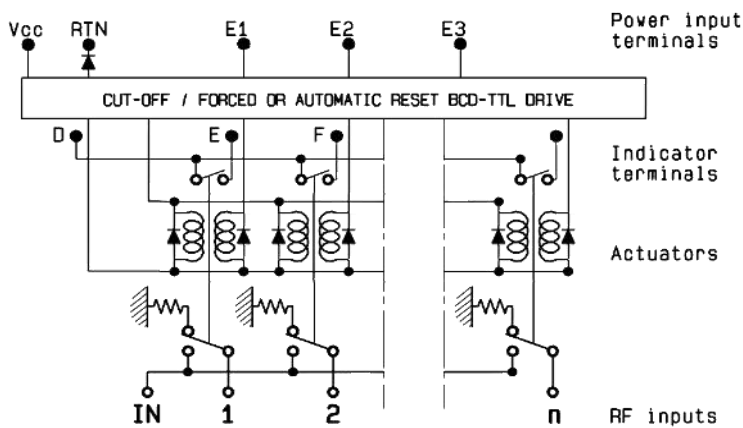 Vcc RTN E1 E2 E3 Power input
terminals
CUT-OFF / FORCED OR AUTOMATIC RESET BCD-TTL DRIVE
D E F Indicator
terminals
Actuators
IN 1 2 n RF inputs